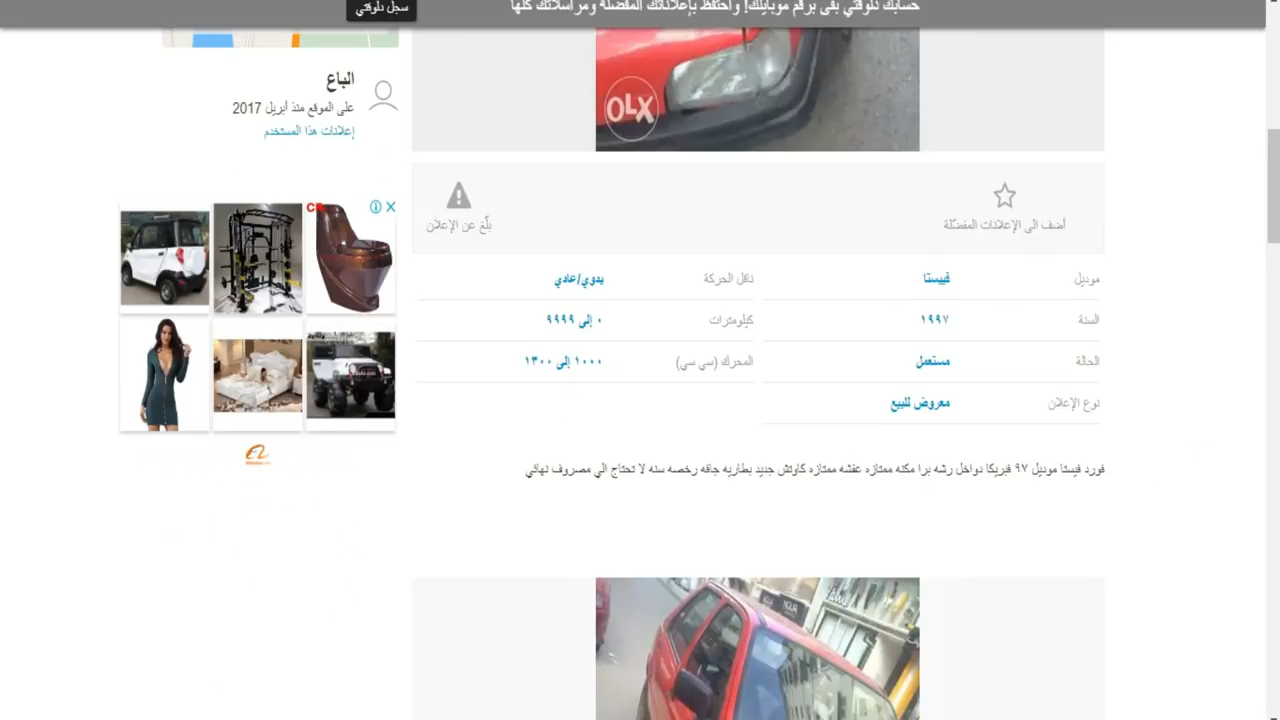 حسابك دلوقتي بقى برقم موبايلك! واحتفظ بإعلاناتك المفضلة ومراسلاتك كلها
سجل دلوقتي
OLX
الباع
على الموقع منذ أبريل 2017
إعلانات هذا المستخدم
أضف الى الإعلانات المفضّلة
بلّغ عن الإعلان
موديل فييستا ناقل الحركة يدوي/عادي
السنة ١٩٩٧ كيلومترات ٠ إلى ٩٩٩٩
الحالة مستعمل المحرك (سي سي) ١٠٠٠ إلى ١٣٠٠
نوع الإعلان معروض للبيع
فورد فيستا موديل ٩٧ فبريكا دواخل رشه برا مكنه ممتازه عفشه ممتازه كاوتش جديد بطاريه جافه رخصه سنه لا تحتاج الي مصروف نهائي